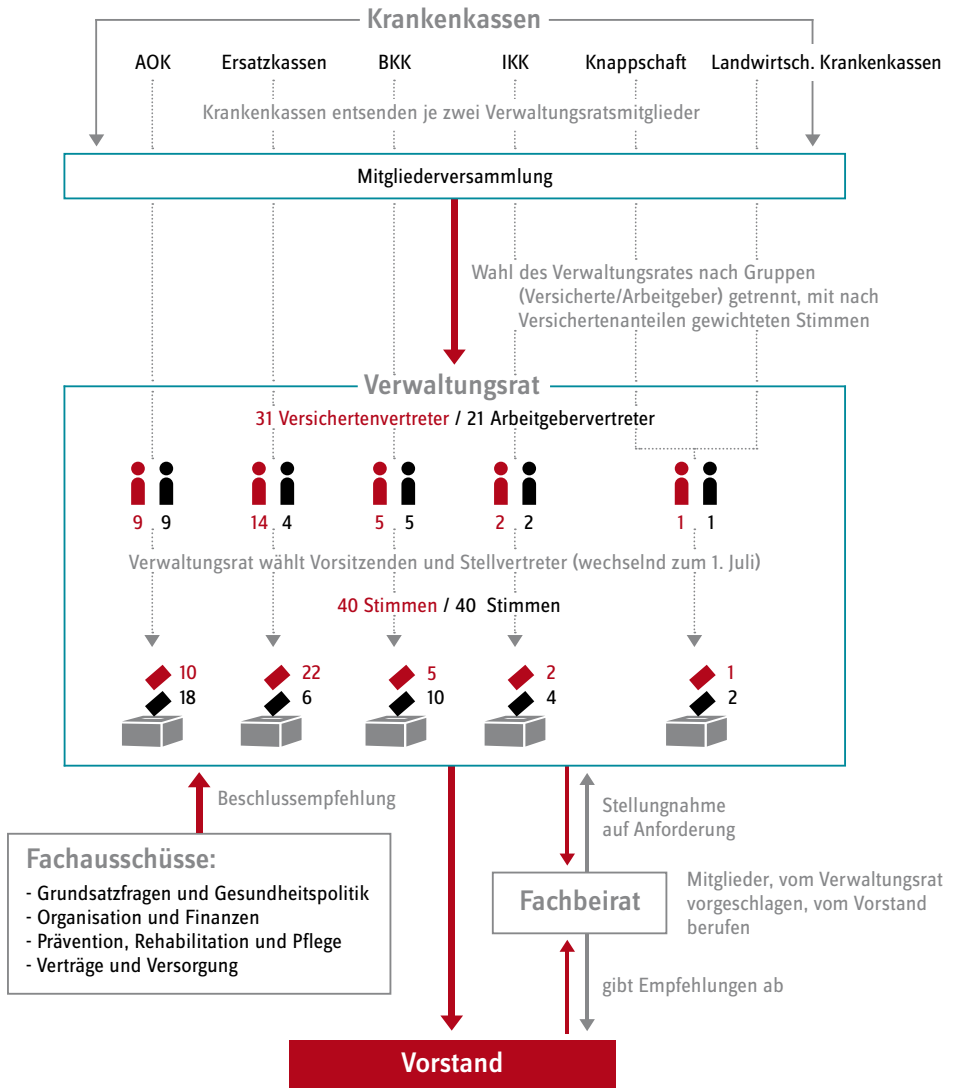 Krankenkassen
AOK Ersatzkassen BKK IKK Knappschaft Landwirtsch. Krankenkassen
Krankenkassen entsenden je zwei Verwaltungsratsmitglieder
Mitgliederversammlung
Wahl des Verwaltungsrates nach Gruppen
(Versicherte/Arbeitgeber) getrennt, mit nach
Versichertenanteilen gewichteten Stimmen
Verwaltungsrat
31 Versichertenvertreter / 21 Arbeitgebervertreter
9 9 14 4 5 5 2 2 1 1
Verwaltungsrat wählt Vorsitzenden und Stellvertreter (wechselnd zum 1. Juli)
40 Stimmen / 40 Stimmen
10 22 5 2 1
18 6 10 4 2
Beschlussempfehlung
Stellungnahme
auf Anforderung
Fachausschüsse:
- Grundsatzfragen und Gesundheitspolitik
- Organisation und Finanzen
- Prävention, Rehabilitation und Pflege
- Verträge und Versorgung
Fachbeirat
Mitglieder, vom Verwaltungsrat
vorgeschlagen, vom Vorstand
berufen
gibt Empfehlungen ab
Vorstand